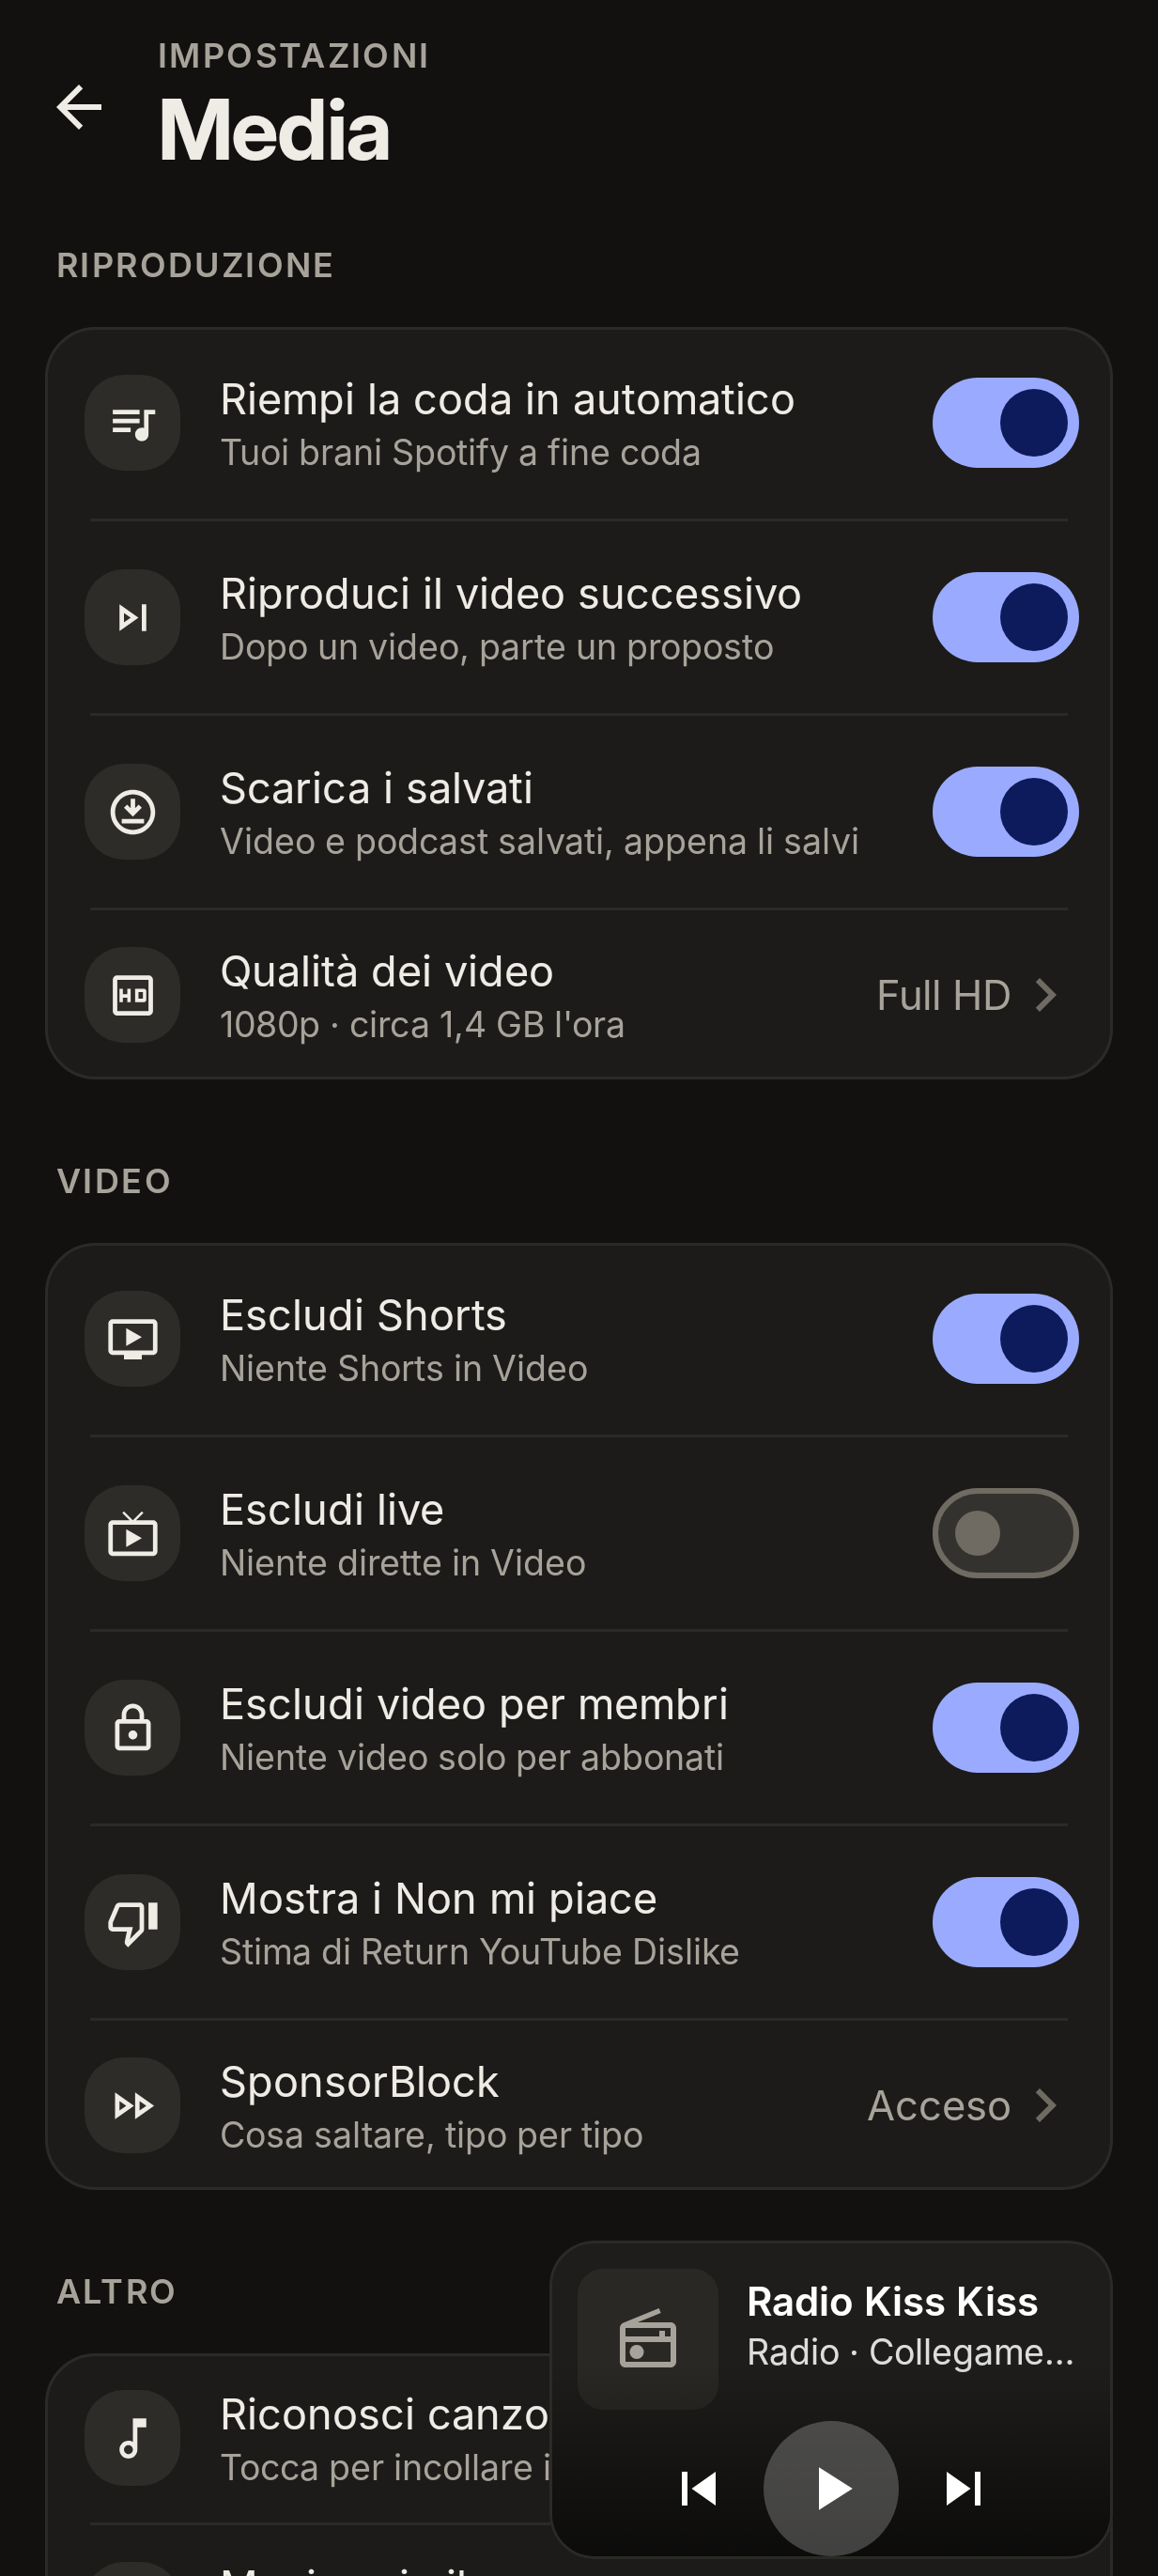 IMPOSTAZIONI
Media
RIPRODUZIONE
Riempi la coda in automatico
Tuoi brani Spotify a fine coda
Riproduci il video successivo
Dopo un video, parte un proposto
Scarica i salvati
Video e podcast salvati, appena li salvi
HD
Qualità dei video
1080p · circa 1,4 GB l'ora
Full HD
VIDEO
Escludi Shorts
Niente Shorts in Video
Escludi live
Niente dirette in Video
Escludi video per membri
Niente video solo per abbonati
Mostra i Non mi piace
Stima di Return YouTube Dislike
SponsorBlock
Cosa saltare, tipo per tipo
Acceso
ALTRO
Radio Kiss Kiss
Radio · Collegame...
Riconosci canzo
Tocca per incollare i